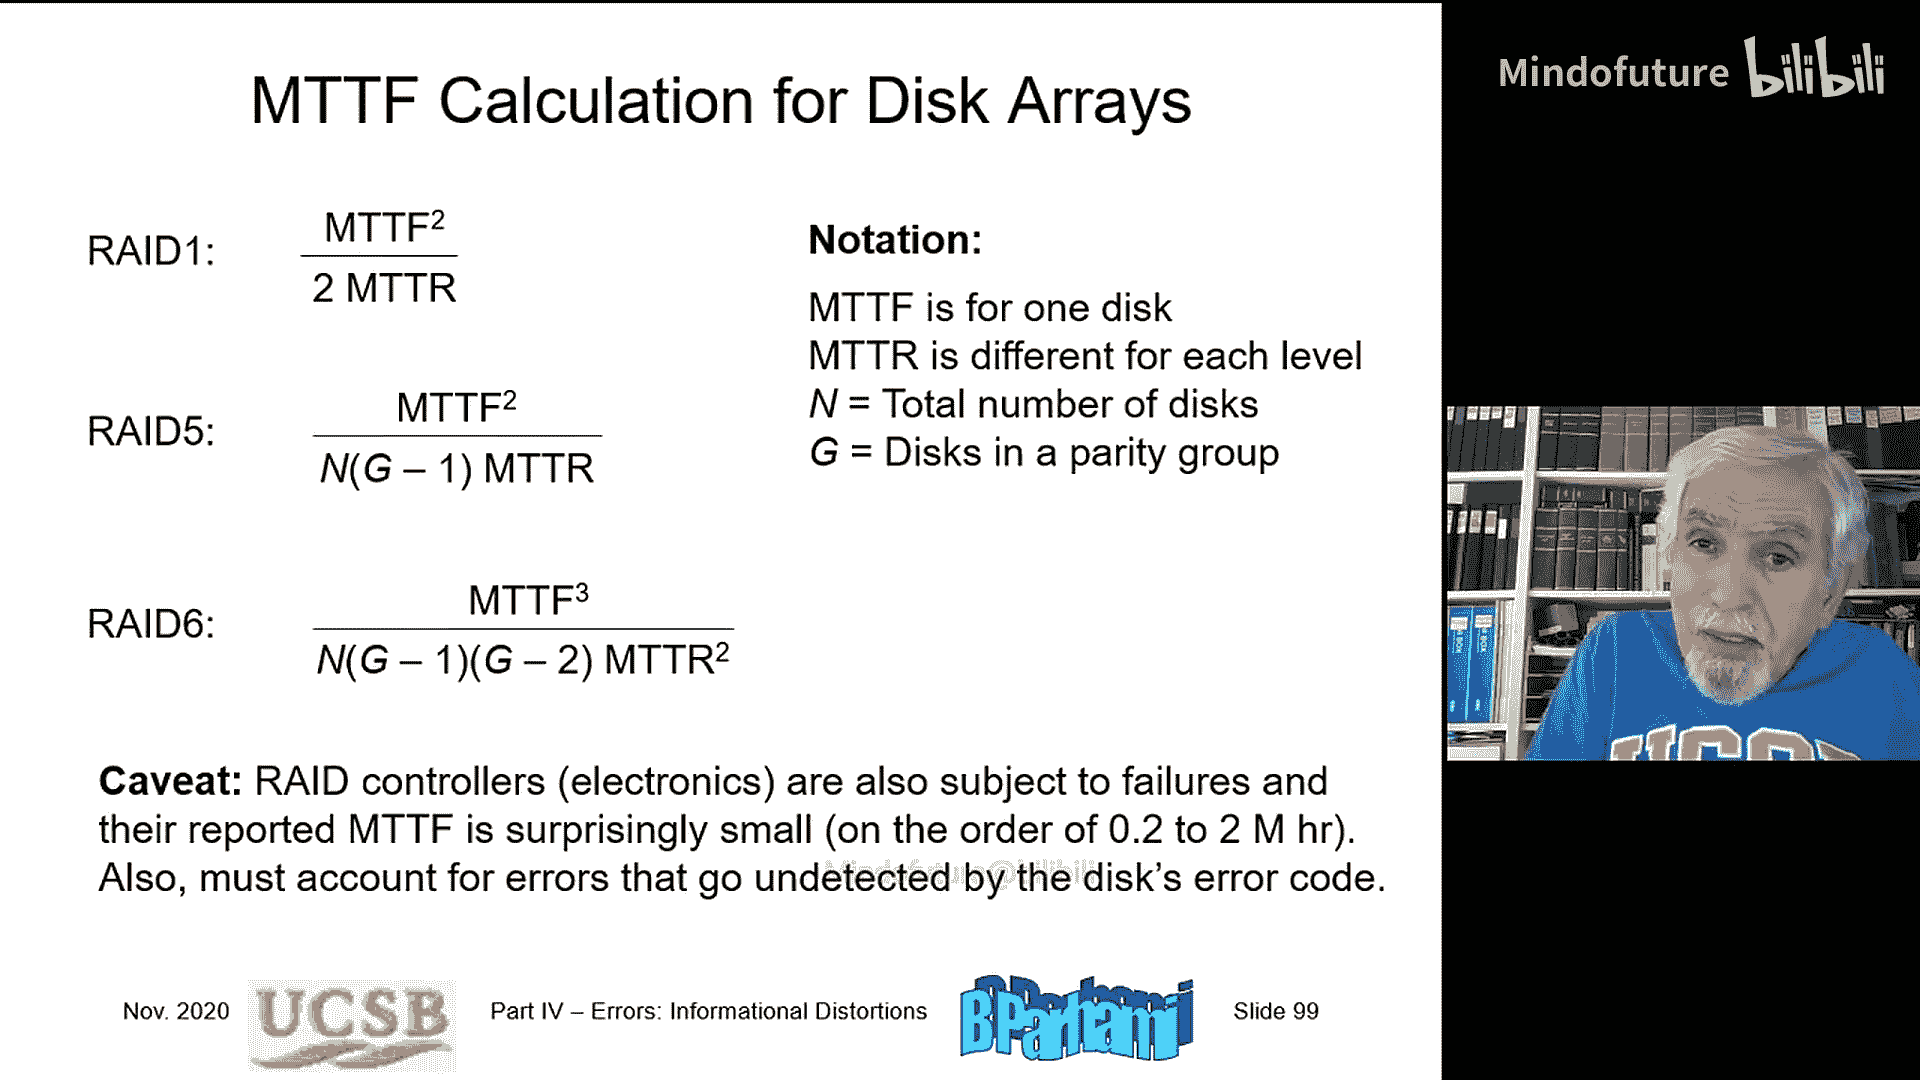 MTTF Calculation for Disk Arrays
Mindofuture bilibili
RAID1:
MTTF²
2 MTTR
RAID5:
MTTF²
N(G – 1) MTTR
RAID6:
MTTF³
N(G – 1)(G – 2) MTTR²
Notation:
MTTF is for one disk
MTTR is different for each level
N = Total number of disks
G = Disks in a parity group
Caveat: RAID controllers (electronics) are also subject to failures and
their reported MTTF is surprisingly small (on the order of 0.2 to 2 M hr).
Also, must account for errors that go undetected by the disk’s error code.
Mindofuture@bilibili
Nov. 2020
UCSB
Part IV – Errors: Informational Distortions
B Parhami
Slide 99